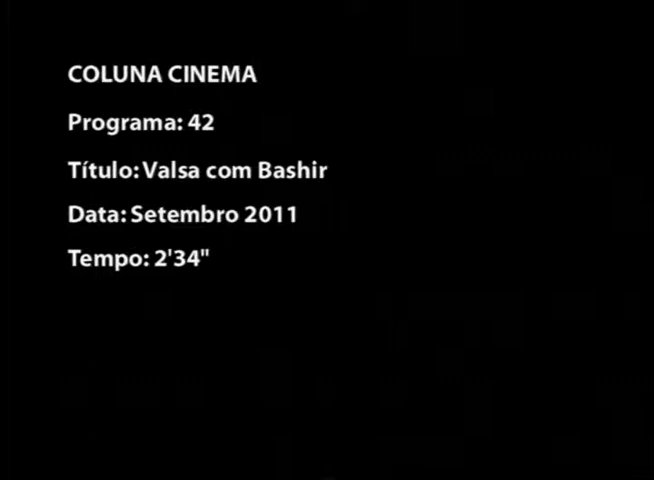 COLUNA CINEMA
Programa: 42
Título: Valsa com Bashir
Data: Setembro 2011
Tempo: 2'34"